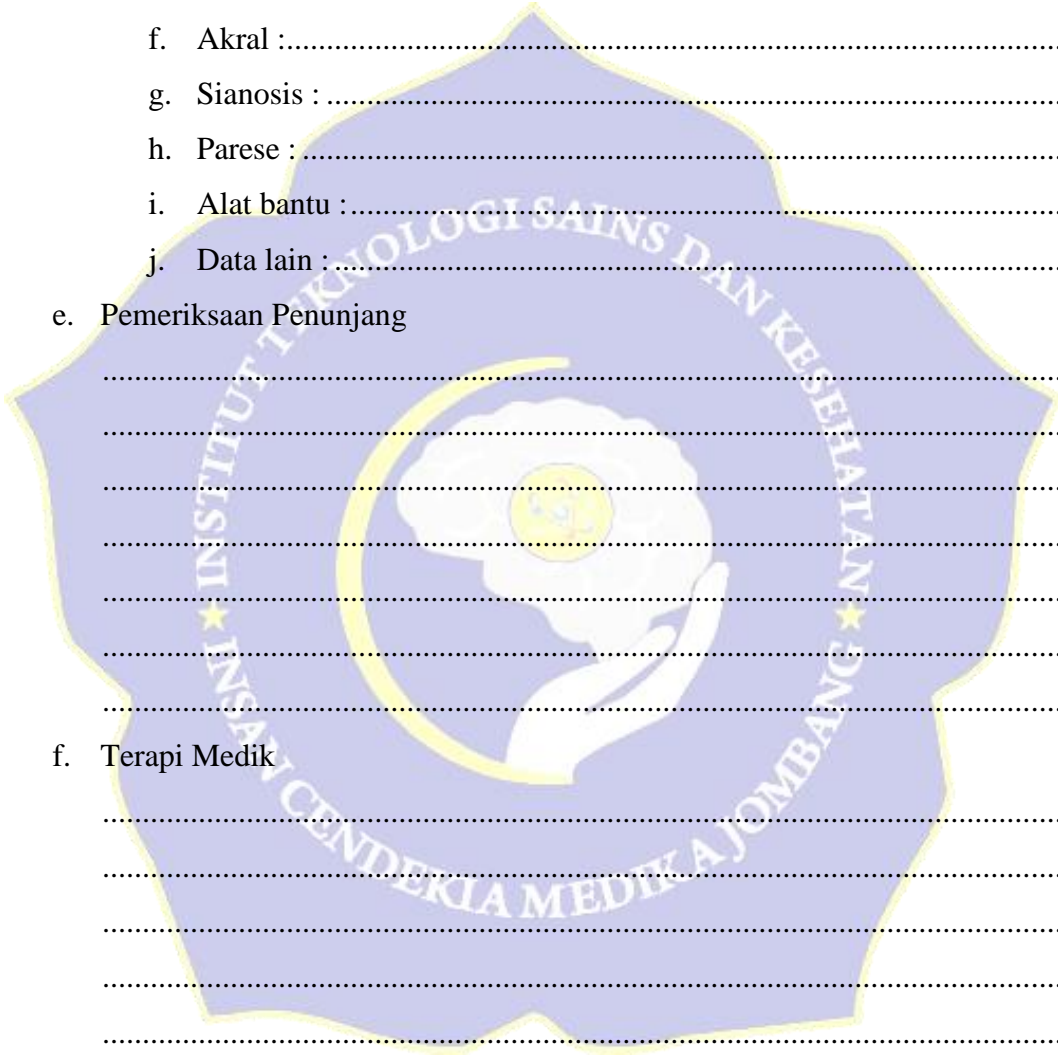 f. Akral :..........................................................................................
g. Sianosis : .....................................................................................
h. Parese : ........................................................................................
i. Alat bantu :..................................................................................
j. Data lain :.....................................................................................
e. Pemeriksaan Penunjang
..................................................................................................................
..................................................................................................................
..................................................................................................................
..................................................................................................................
..................................................................................................................
..................................................................................................................
..................................................................................................................
f. Terapi Medik
..................................................................................................................
..................................................................................................................
..................................................................................................................
..................................................................................................................
..................................................................................................................
INSTITUT TEKNOLOGI SAINS DAN KESEHATAN
INSAN CENDEKIA MEDIKA JOMBANG